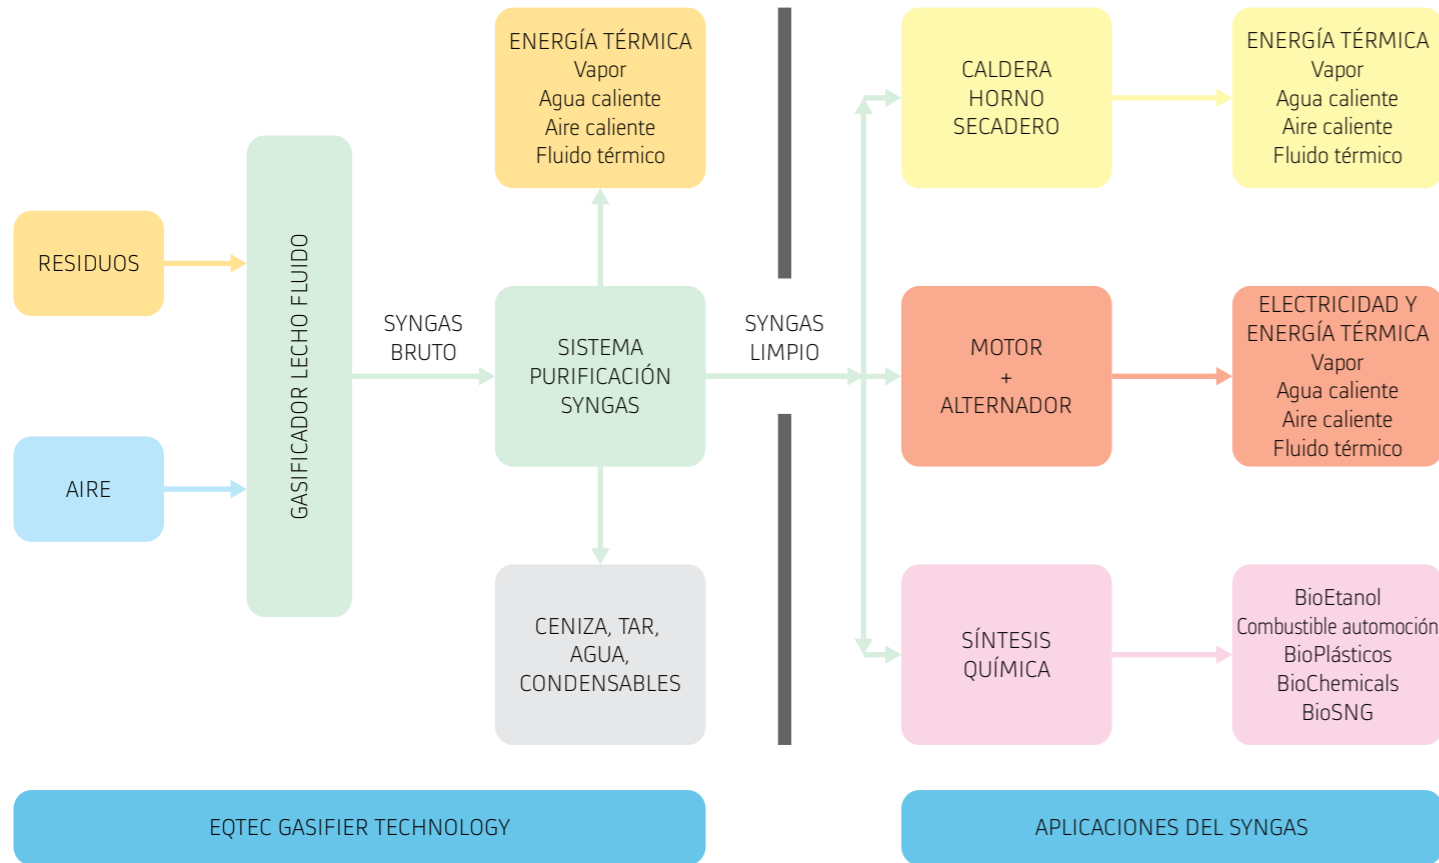 RESIDUOS
AIRE
GASIFICADOR LECHO FLUIDO
SYNGAS
BRUTO
ENERGÍA TÉRMICA
Vapor
Agua caliente
Aire caliente
Fluido térmico
SISTEMA
PURIFICACIÓN
SYNGAS
CENIZA, TAR,
AGUA,
CONDENSABLES
SYNGAS
LIMPIO
CALDERA
HORNO
SECADERO
ENERGÍA TÉRMICA
Vapor
Agua caliente
Aire caliente
Fluido térmico
MOTOR
+
ALTERNADOR
ELECTRICIDAD Y
ENERGÍA TÉRMICA
Vapor
Agua caliente
Aire caliente
Fluido térmico
SÍNTESIS
QUÍMICA
BioEtanol
Combustible automoción
BioPlásticos
BioChemicals
BioSNG
EQTEC GASIFIER TECHNOLOGY
APLICACIONES DEL SYNGAS